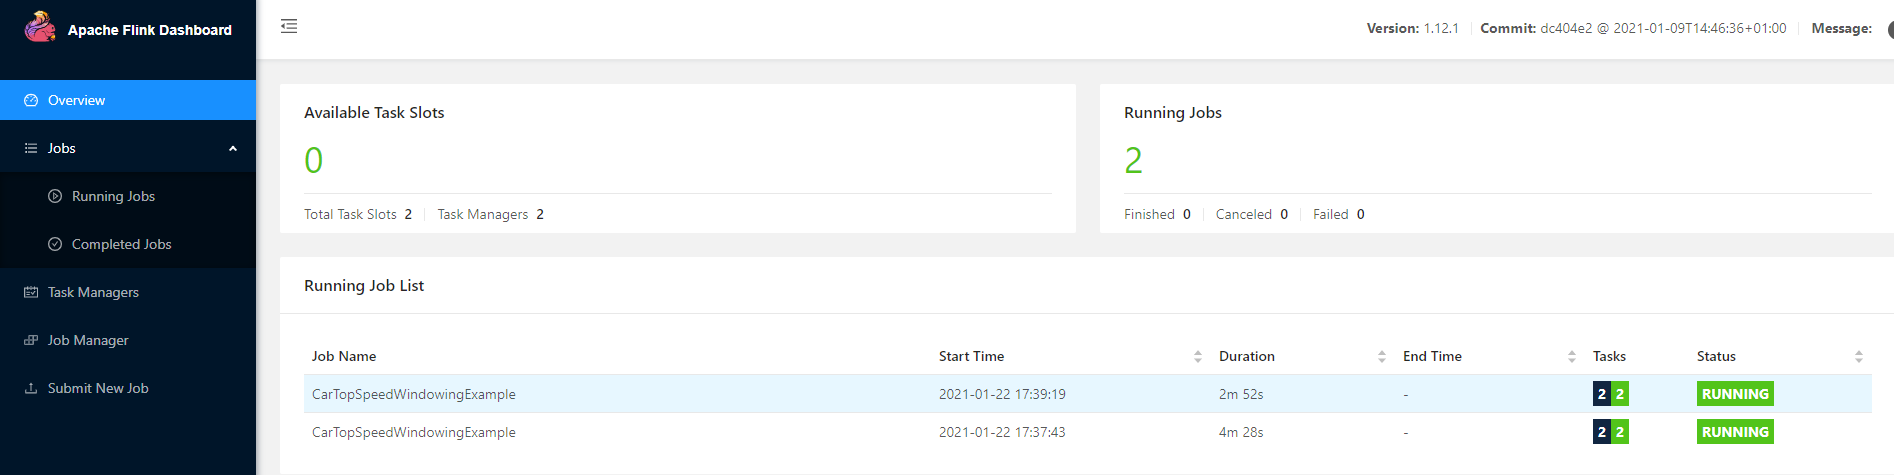 Apache Flink Dashboard
Version: 1.12.1 Commit: dc404e2 @ 2021-01-09T14:46:36+01:00 Message:
Overview
Jobs
Running Jobs
Completed Jobs
Task Managers
Job Manager
Submit New Job
Available Task Slots
0
Total Task Slots 2 Task Managers 2
Running Jobs
2
Finished 0 Canceled 0 Failed 0
Running Job List
Job Name Start Time Duration End Time Tasks Status
CarTopSpeedWindowingExample 2021-01-22 17:39:19 2m 52s - 2 2 RUNNING
CarTopSpeedWindowingExample 2021-01-22 17:37:43 4m 28s - 2 2 RUNNING